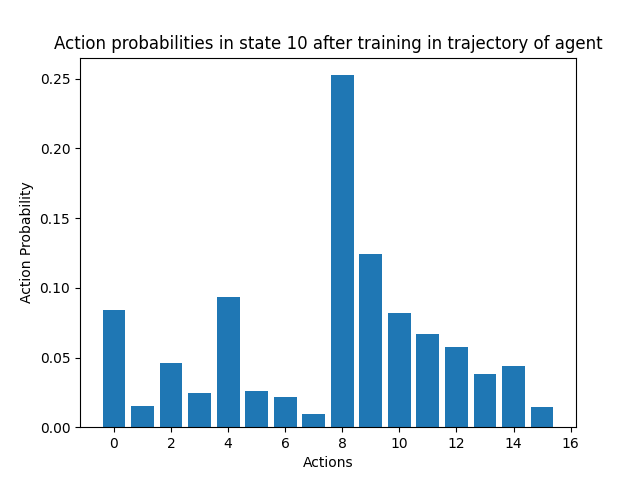 Action probabilities in state 10 after training in trajectory of agent
0.25
0.20
0.15
0.10
0.05
0.00
Action Probability
0 2 4 6 8 10 12 14 16
Actions